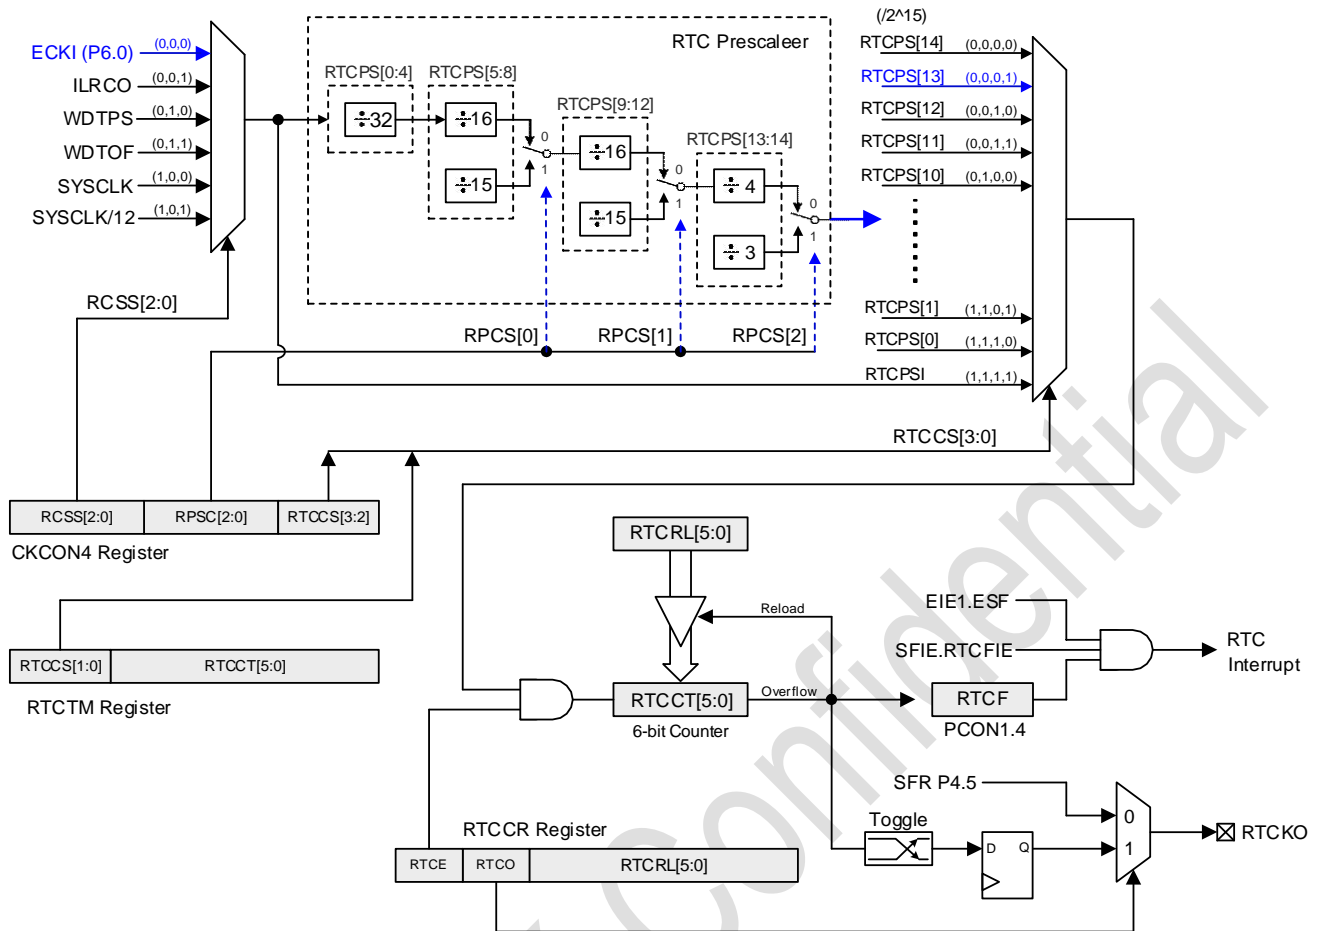 ECKI (P6.0)
(0,0,0)
ILRCO
(0,0,1)
WDTPS
(0,1,0)
WDTOF
(0,1,1)
SYSCLK
(1,0,0)
SYSCLK/12
(1,0,1)
RCSS[2:0]
RTC Prescaleer
RTCPS[0:4]
÷32
RTCPS[5:8]
÷16
÷15
0
1
RTCPS[9:12]
÷16
÷15
0
1
RTCPS[13:14]
÷ 4
÷ 3
0
1
RPCS[0]
RPCS[1]
RPCS[2]
(/2^15)
RTCPS[14]
(0,0,0,0)
RTCPS[13]
(0,0,0,1)
RTCPS[12]
(0,0,1,0)
RTCPS[11]
(0,0,1,1)
RTCPS[10]
(0,1,0,0)
RTCPS[1]
(1,1,0,1)
RTCPS[0]
(1,1,1,0)
RTCPSI
(1,1,1,1)
RTCCS[3:0]
RCSS[2:0]
RPSC[2:0]
RTCCS[3:2]
CKCON4 Register
RTCCS[1:0]
RTCCT[5:0]
RTCTM Register
RTCRL[5:0]
Reload
RTCCT[5:0]
Overflow
6-bit Counter
EIE1.ESF
SFIE.RTCFIE
RTCF
PCON1.4
RTC
Interrupt
SFR P4.5
Toggle
D
Q
0
1
RTCKO
RTCCR Register
RTCE
RTCO
RTCRL[5:0]
Confidential